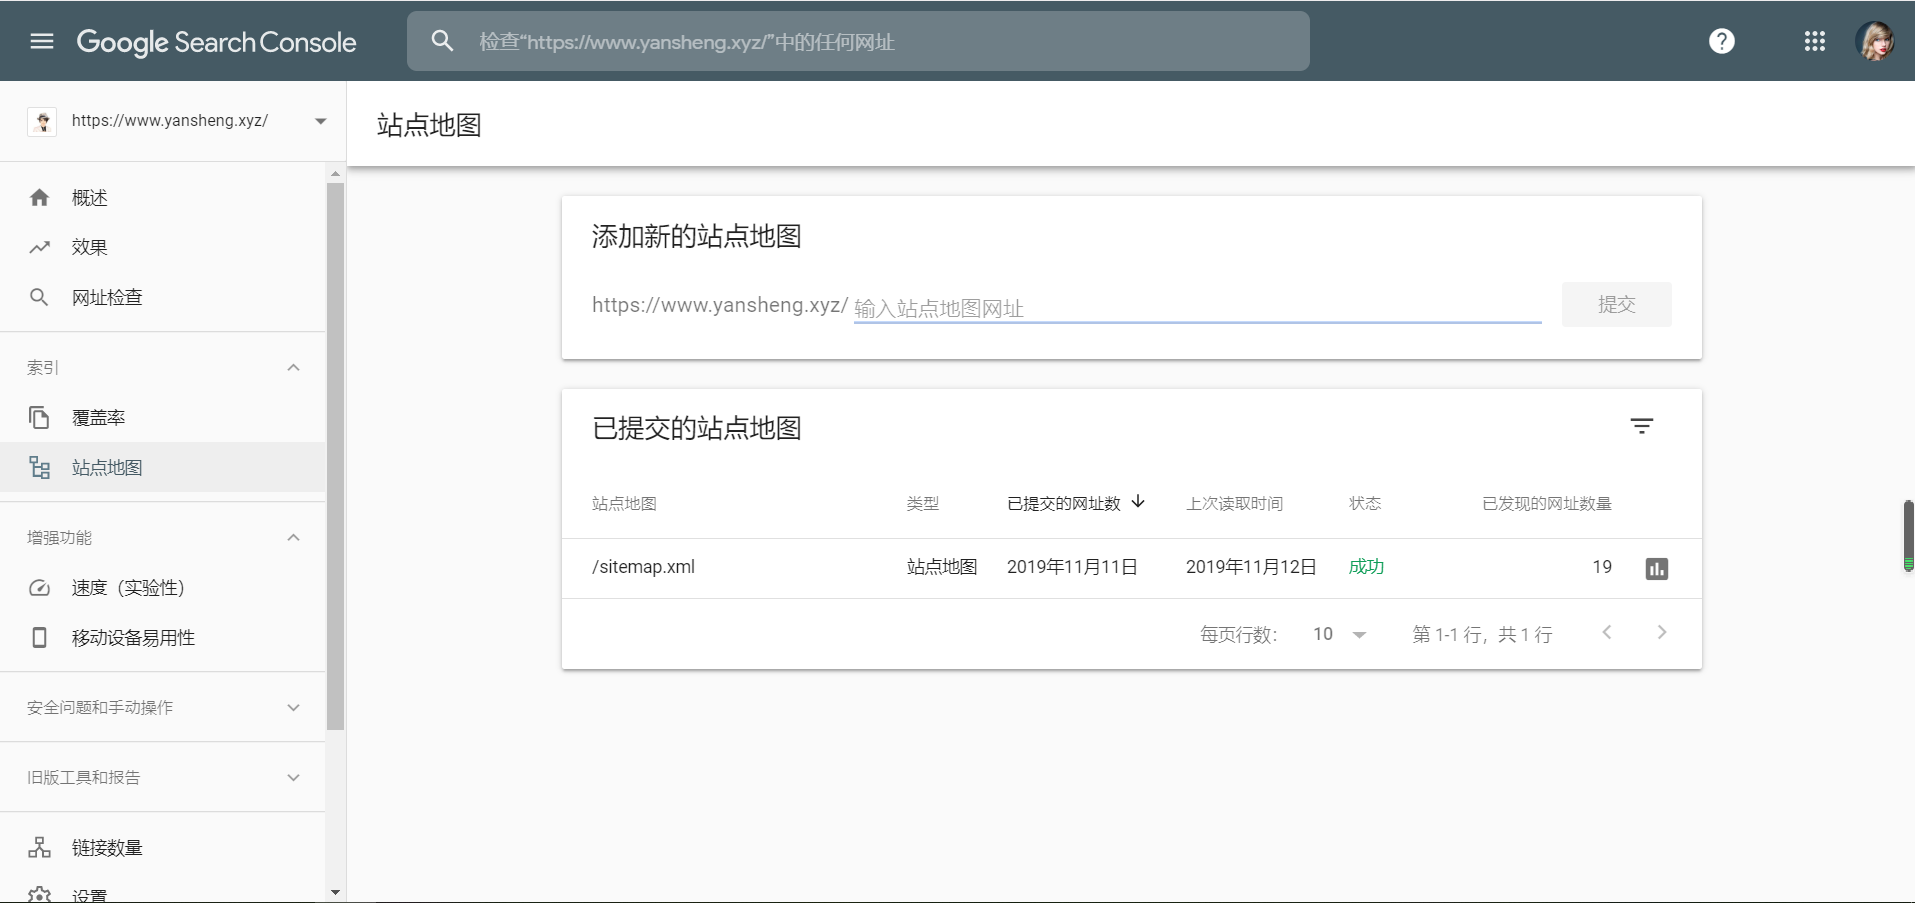 Google Search Console
检查“https://www.yansheng.xyz/”中的任何网址
https://www.yansheng.xyz/
站点地图
概述
效果
网址检查
索引
覆盖率
站点地图
增强功能
速度（实验性）
移动设备易用性
安全问题和手动操作
旧版工具和报告
链接数量
设置
添加新的站点地图
https://www.yansheng.xyz/ 输入站点地图网址
提交
已提交的站点地图
站点地图 类型 已提交的网址数 上次读取时间 状态 已发现的网址数量
/sitemap.xml 站点地图 2019年11月11日 2019年11月12日 成功 19
每页行数： 10 第 1-1 行，共 1 行